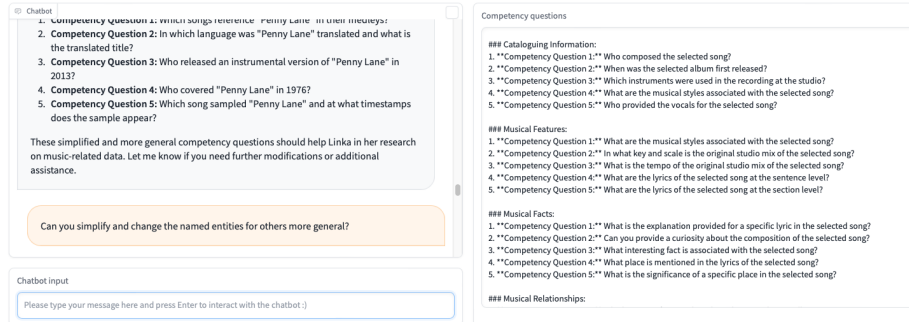 Chatbot
1. Competency Question 1: Which songs reference "Penny Lane" in their medleys?
2. Competency Question 2: In which language was "Penny Lane" translated and what is
the translated title?
3. Competency Question 3: Who released an instrumental version of "Penny Lane" in
2013?
4. Competency Question 4: Who covered "Penny Lane" in 1976?
5. Competency Question 5: Which song sampled "Penny Lane" and at what timestamps
does the sample appear?
These simplified and more general competency questions should help Linka in her research
on music-related data. Let me know if you need further modifications or additional
assistance.
Can you simplify and change the named entities for others more general?
Chatbot input
Please type your message here and press Enter to interact with the chatbot :)
Competency questions
### Cataloguing Information:
1. **Competency Question 1:** Who composed the selected song?
2. **Competency Question 2:** When was the selected album first released?
3. **Competency Question 3:** Which instruments were used in the recording at the studio?
4. **Competency Question 4:** What are the musical styles associated with the selected song?
5. **Competency Question 5:** Who provided the vocals for the selected song?
### Musical Features:
1. **Competency Question 1:** What are the musical styles associated with the selected song?
2. **Competency Question 2:** In what key and scale is the original studio mix of the selected song?
3. **Competency Question 3:** What is the tempo of the original studio mix of the selected song?
4. **Competency Question 4:** What are the lyrics of the selected song at the sentence level?
5. **Competency Question 5:** What are the lyrics of the selected song at the section level?
### Musical Facts:
1. **Competency Question 1:** What is the explanation provided for a specific lyric in the selected song?
2. **Competency Question 2:** Can you provide a curiosity about the composition of the selected song?
3. **Competency Question 3:** What interesting fact is associated with the selected song?
4. **Competency Question 4:** What place is mentioned in the lyrics of the selected song?
5. **Competency Question 5:** What is the significance of a specific place in the selected song?
### Musical Relationships: